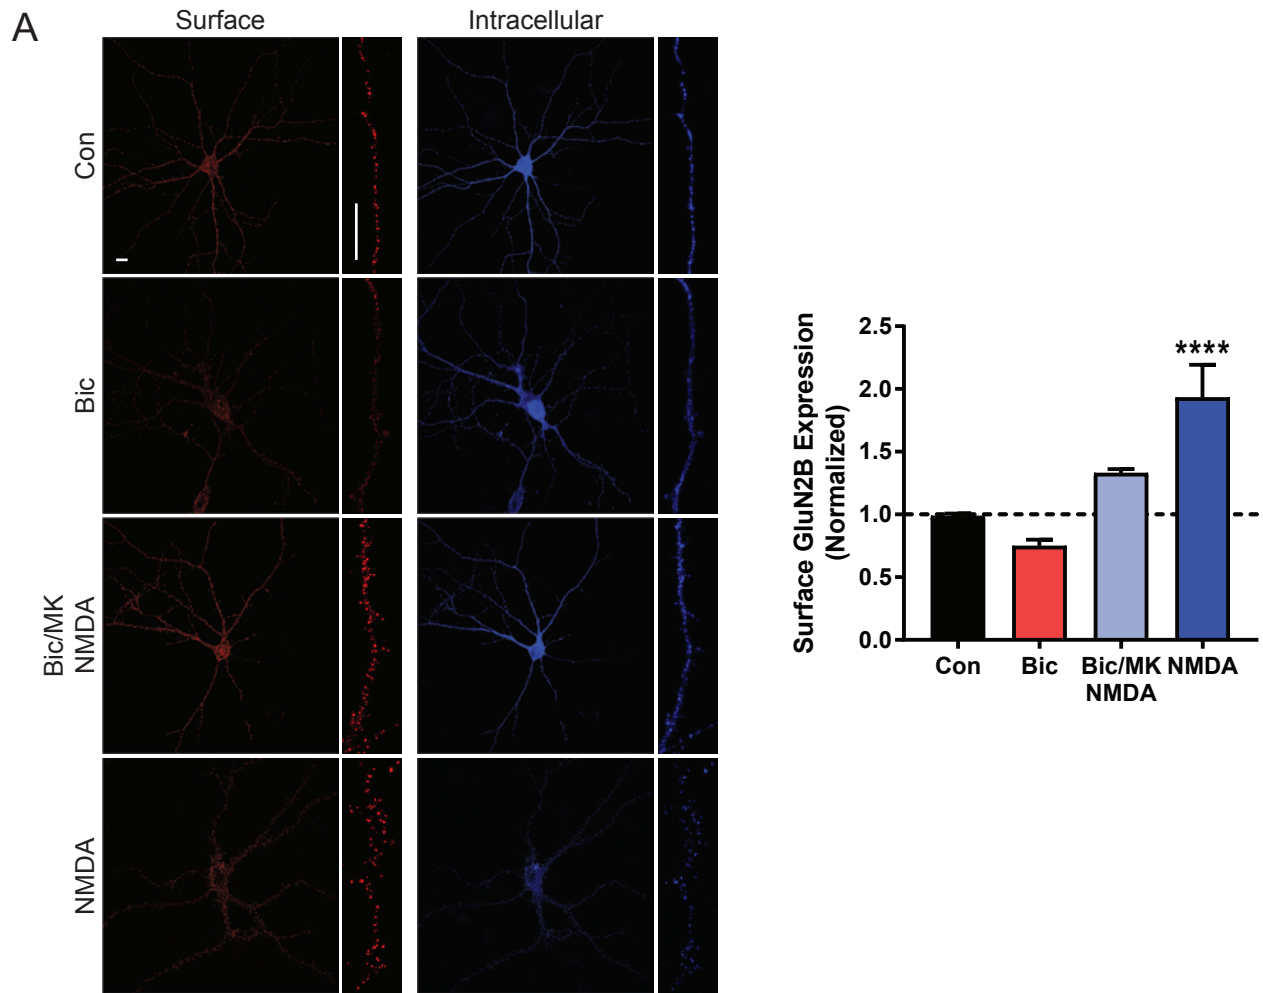 A
Surface
Intracellular
Con
Bic
Bic/MK
NMDA
NMDA
Surface GluN2B Expression
(Normalized)
2.5
2.0
1.5
1.0
0.5
0.0
****
Con
Bic
Bic/MK
NMDA
NMDA